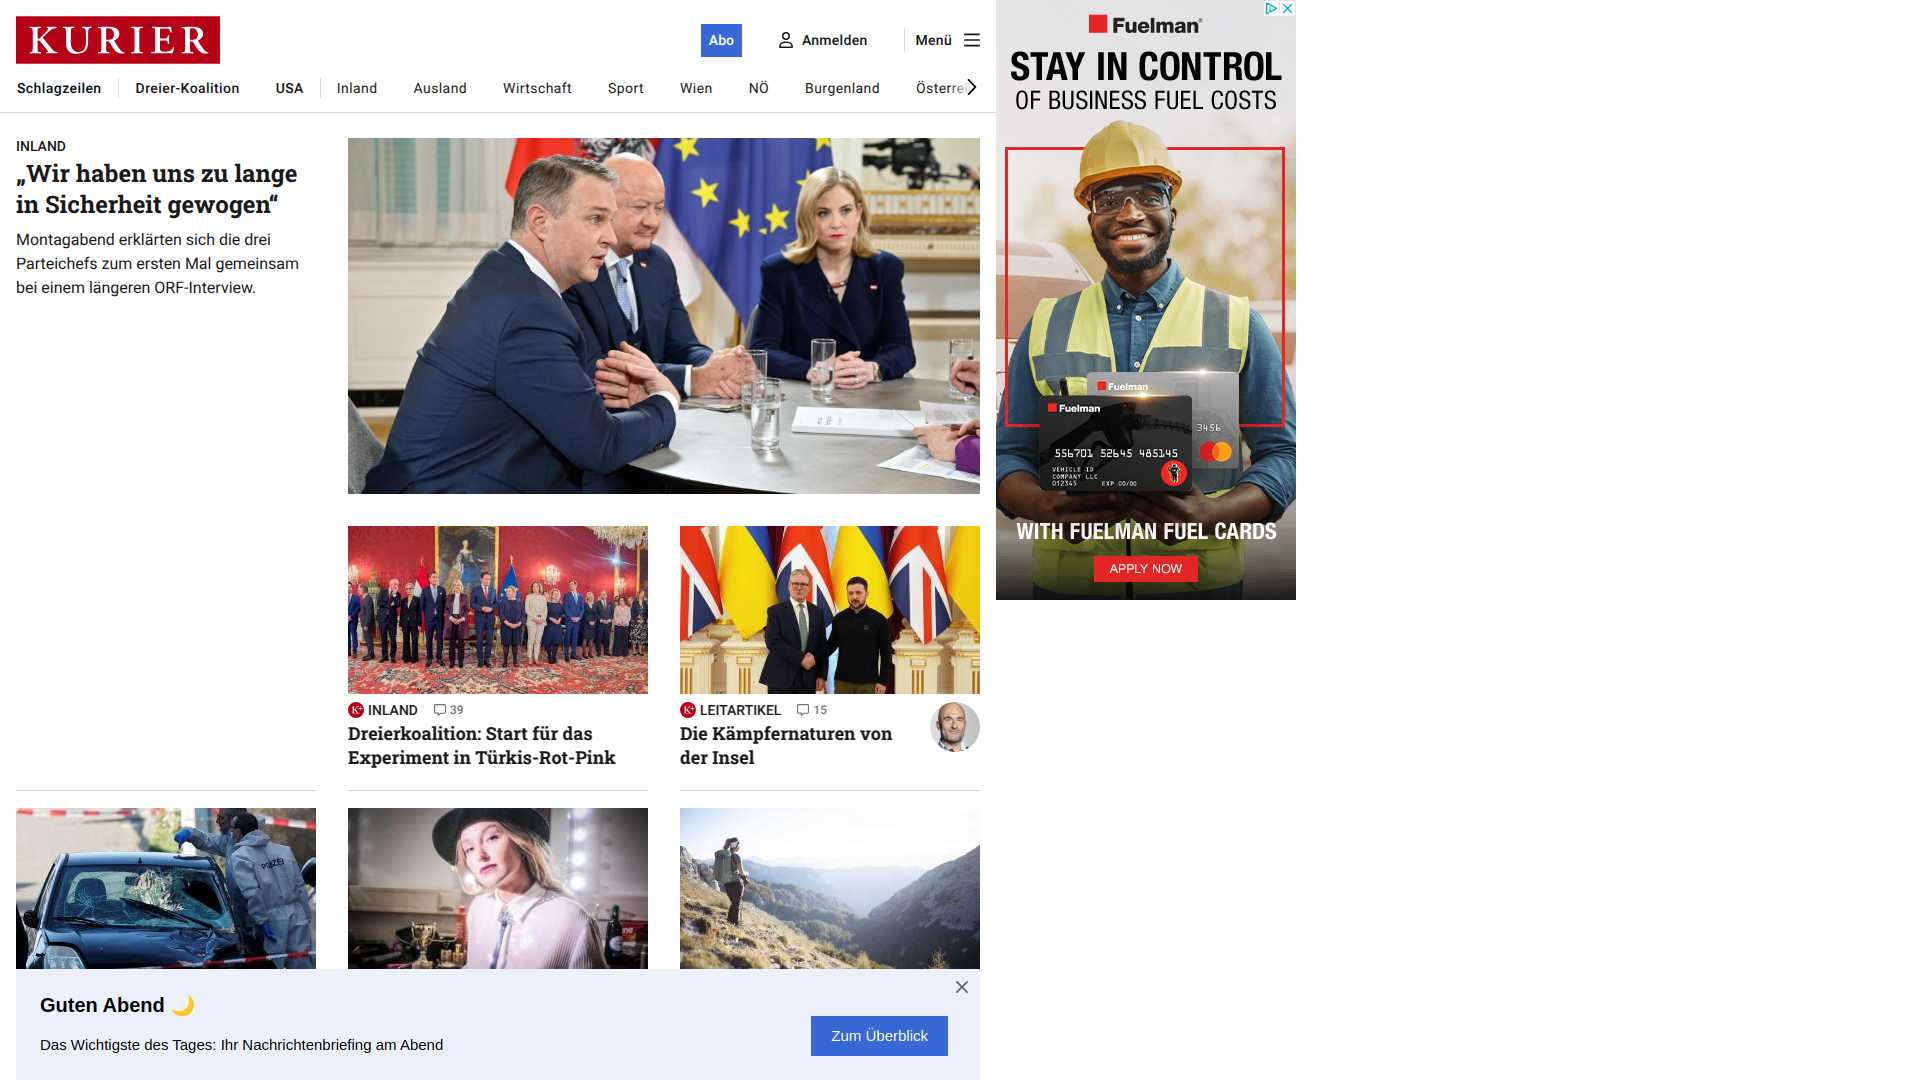 KURIER
Abo
Anmelden
Menü
Schlagzeilen
Dreier-Koalition
USA
Inland
Ausland
Wirtschaft
Sport
Wien
NÖ
Burgenland
Österre
INLAND
„Wir haben uns zu lange
in Sicherheit gewogen“
Montagabend erklärten sich die drei
Parteichefs zum ersten Mal gemeinsam
bei einem längeren ORF-Interview.
K+ INLAND 39
Dreierkoalition: Start für das
Experiment in Türkis-Rot-Pink
K+ LEITARTIKEL 15
Die Kämpfernaturen von
der Insel
POLIZEI
Guten Abend 🌙
Das Wichtigste des Tages: Ihr Nachrichtenbriefing am Abend
Zum Überblick
Fuelman
STAY IN CONTROL
OF BUSINESS FUEL COSTS
Fuelman
Fuelman
3456
556701 52645 485145
VEHICLE ID
COMPANY LLC
012345 EXP 00/00
WITH FUELMAN FUEL CARDS
APPLY NOW